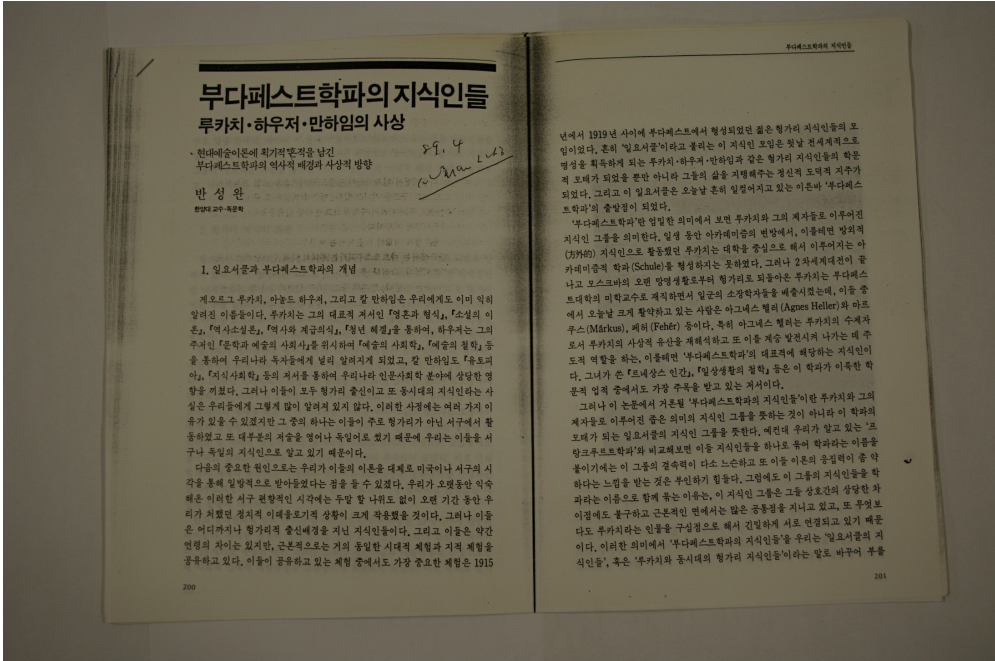 부다페스트학파의 지식인들
루카치·하우저·만하임의 사상
현대예술이론에 획기적 흔적을 남긴
부다페스트학파의 역사적 배경과 사상적 방향
89. 4
반 성 완
한양대 교수·독문학
1. 일요서클과 부다페스트학파의 개념
게오르그 루카치, 아놀드 하우저, 그리고 칼 만하임은 우리에게도 이미 익히
알려진 이름들이다. 루카치는 그의 대표적 저서인 『영혼과 형식』, 『소설의 이
론』, 『역사소설론』, 『역사와 계급의식』, 『청년 헤겔』을 통하여, 하우저는 그의
주저인 『문학과 예술의 사회사』를 위시하여 『예술의 사회학』, 『예술의 철학』 등
을 통하여 우리나라 독자들에게 널리 알려지게 되었고, 칼 만하임도 『유토피
아』, 『지식사회학』 등의 저서를 통하여 우리나라 인문사회학 분야에 상당한 영
향을 끼쳤다. 그러나 이들이 모두 헝가리 출신이고 또 동시대의 지식인이라는 사
실은 우리들에게 그렇게 많이 알려져 있지 않다. 이러한 사정에는 여러 가지 이
유가 있을 수 있겠지만 그 중의 하나는 이들이 주로 헝가리가 아닌 서구에서 활
동하였고 또 대부분의 저술을 영어나 독일어로 썼기 때문에 우리는 이들을 서
구나 독일의 지식인으로 알고 있기 때문이다.
다음의 중요한 원인으로는 우리가 이들의 이론을 대체로 미국이나 서구의 시
각을 통해 일방적으로 받아들였다는 점을 들 수 있겠다. 우리가 오랫동안 익숙
해온 이러한 서구 편향적인 시각에는 두말 할 나위도 없이 오랜 기간 동안 우
리가 처했던 정치적 이데올로기적 상황이 크게 작용했을 것이다. 그러나 이들
은 어디까지나 헝가리적 출신배경을 지닌 지식인들이다. 그리고 이들은 약간
연령의 차이는 있지만, 근본적으로는 거의 동일한 시대적 체험과 지적 체험을
공유하고 있다. 이들이 공유하고 있는 체험 중에서도 가장 중요한 체험은 1915
200
부다페스트학파의 지식인들
년에서 1919년 사이에 부다페스트에서 형성되었던 젊은 헝가리 지식인들의 모
임이었다. 흔히 '일요서클'이라고 불리는 이 지식인 모임은 훗날 전세계적으로
명성을 획득하게 되는 루카치·하우저·만하임과 같은 헝가리 지식인들의 학문
적 모태가 되었을 뿐만 아니라 그들의 삶을 지탱해주는 정신적 도덕적 지주가
되었다. 그리고 이 일요서클은 오늘날 흔히 일컬어지고 있는 이른바 '부다페스
트학파'의 출발점이 되었다.
'부다페스트학파'란 엄밀한 의미에서 보면 루카치와 그의 제자들로 이루어진
지식인 그룹을 의미한다. 일생 동안 아카데미즘의 변방에서, 이를테면 방외적
(方外的) 지식인으로 활동했던 루카치는 대학을 중심으로 해서 이루어지는 아
카데미즘적 학파(Schule)를 형성하지는 못하였다. 그러나 2차세계대전이 끝
나고 모스크바의 오랜 망명생활로부터 헝가리로 되돌아온 루카치는 부다페스
트대학의 미학교수로 재직하면서 일군의 소장학자들을 배출시켰는데, 이들 중
에서 오늘날 크게 활약하고 있는 사람은 아그네스 헬러(Agnes Heller)와 마르
쿠스(Márkus), 페허(Fehér) 등이다. 특히 아그네스 헬러는 루카치의 수제자
로서 루카치의 사상적 유산을 재해석하고 또 이를 계승 발전시켜 나가는 데 주
도적 역할을 하는, 이를테면 '부다페스트학파'의 대표격에 해당하는 지식인이
다. 그녀가 쓴 『르네상스 인간』, 『일상생활의 철학』 등은 이 학파가 이룩한 학
문적 업적 중에서도 가장 주목을 받고 있는 저서이다.
그러나 이 논문에서 거론될 '부다페스트학파의 지식인들'이란 루카치와 그의
제자들로 이루어진 좁은 의미의 지식인 그룹을 뜻하는 것이 아니라 이 학파의
모태가 되는 일요서클의 지식인 그룹을 뜻한다. 예컨대 우리가 알고 있는 '프
랑크푸르트학파'와 비교해보면 이들 지식인들을 하나로 묶어 학파라는 이름을
붙이기에는 이 그룹의 결속력이 다소 느슨하고 또 이들 이론의 응집력이 좀 약
하다는 느낌을 받는 것은 부인하기 힘들다. 그럼에도 이 그룹의 지식인들을 학
파라는 이름으로 함께 묶는 이유는, 이 지식인 그룹은 그들 상호간의 상당한 차
이점에도 불구하고 근본적인 면에서는 많은 공통점을 지니고 있고, 또 무엇보
다도 루카치라는 인물을 구심점으로 해서 긴밀하게 서로 연결되고 있기 때문
이다. 이러한 의미에서 '부다페스트학파의 지식인들'을 우리는 '일요서클의 지
식인들', 혹은 '루카치와 동시대의 헝가리 지식인들'이라는 말로 바꾸어 부를
201